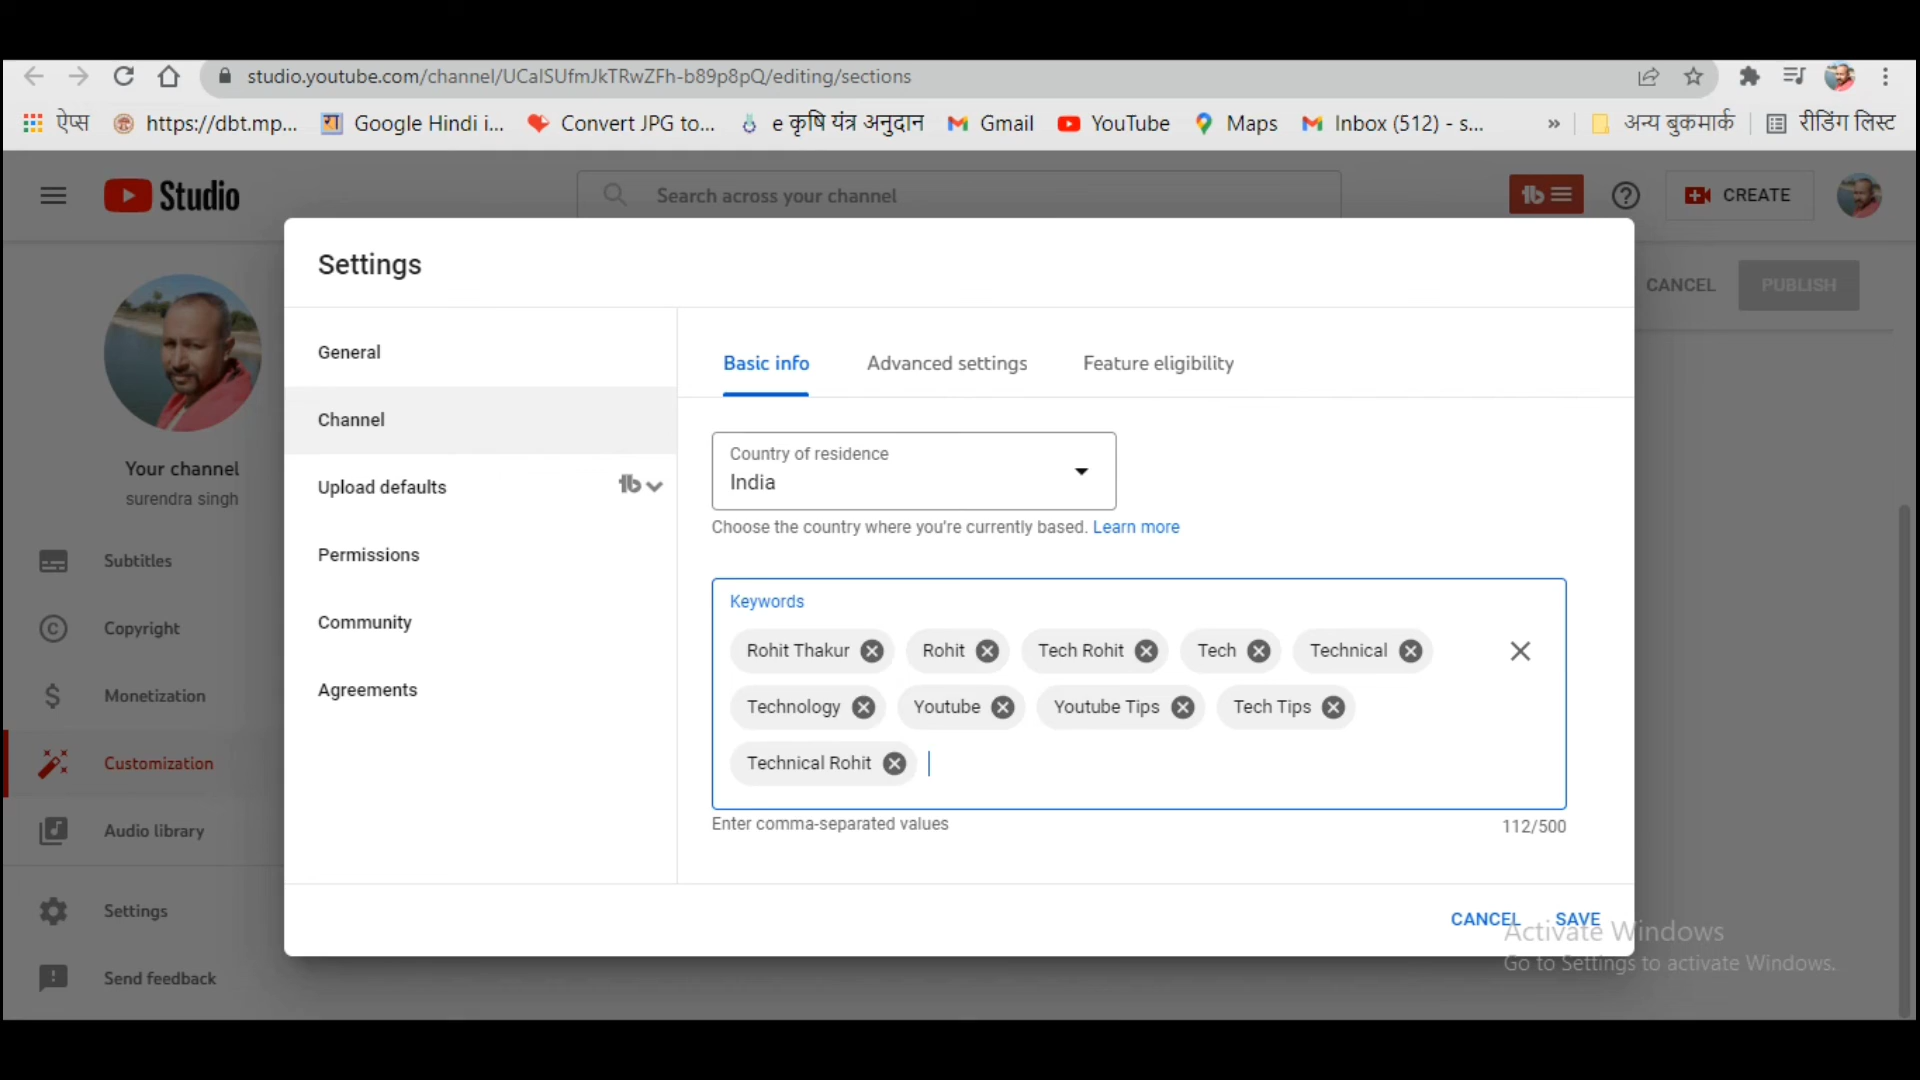 studio.youtube.com/channel/UCalSUfmJkTRwZFh-b89p8pQ/editing/sections
ऐप्स https://dbt.mp... Google Hindi i... Convert JPG to... e कृषि यंत्र अनुदान Gmail YouTube Maps Inbox (512) - s... » अन्य बुकमार्क रीडिंग लिस्ट
Studio Search across your channel CREATE
CANCEL PUBLISH
Your channel
surendra singh
Subtitles
Copyright
Monetization
Customization
Audio library
Settings
Send feedback
Settings
General
Channel
Upload defaults
Permissions
Community
Agreements
Basic info Advanced settings Feature eligibility
Country of residence
India
Choose the country where you're currently based. Learn more
Keywords
Rohit Thakur Rohit Tech Rohit Tech Technical
Technology Youtube Youtube Tips Tech Tips
Technical Rohit
Enter comma-separated values 112/500
CANCEL SAVE
Activate Windows
Go to Settings to activate Windows.